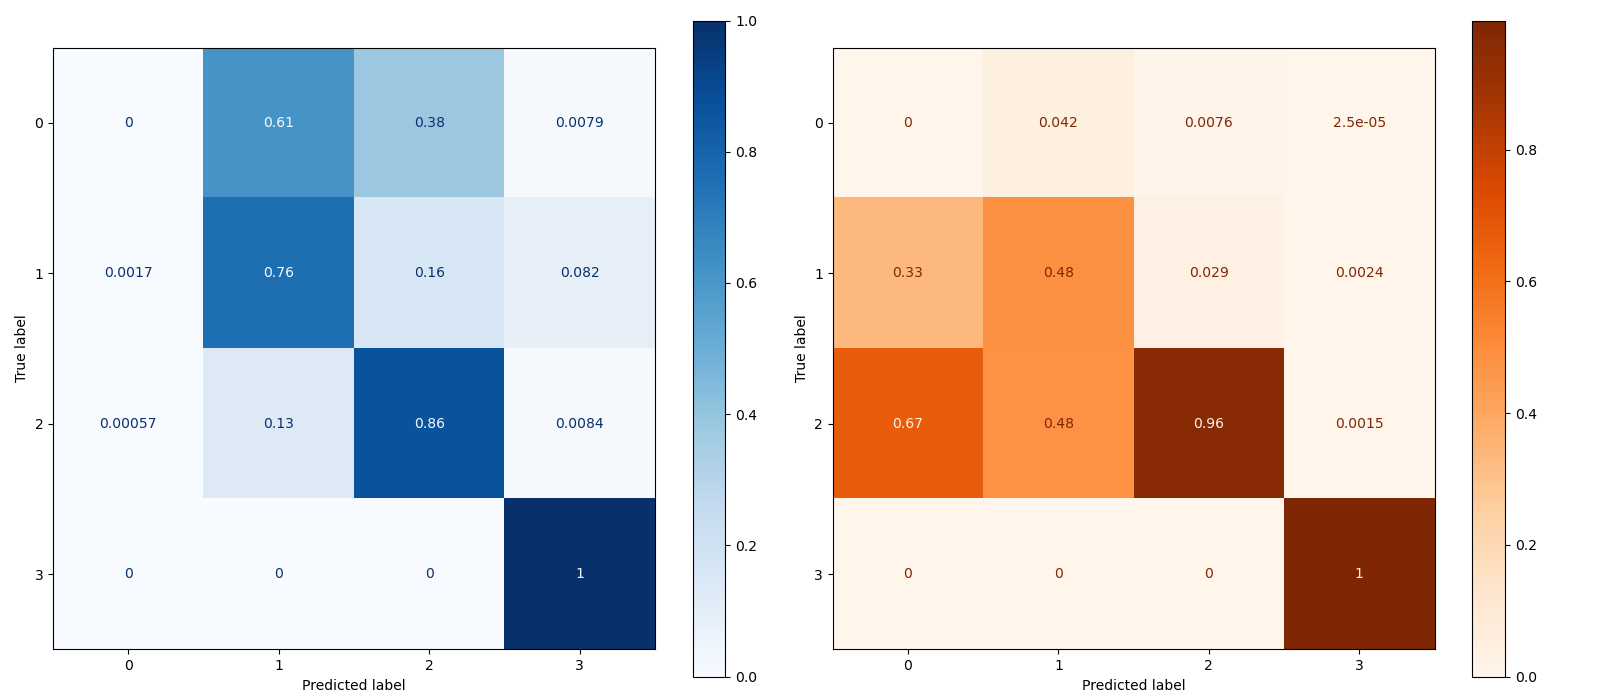 0 0 0.61 0.38 0.0079
1 0.0017 0.76 0.16 0.082
2 0.00057 0.13 0.86 0.0084
3 0 0 0 1
0 1 2 3
True label
Predicted label
1.0
0.8
0.6
0.4
0.2
0.0
0 0 0.042 0.0076 2.5e-05
1 0.33 0.48 0.029 0.0024
2 0.67 0.48 0.96 0.0015
3 0 0 0 1
0 1 2 3
True label
Predicted label
0.8
0.6
0.4
0.2
0.0